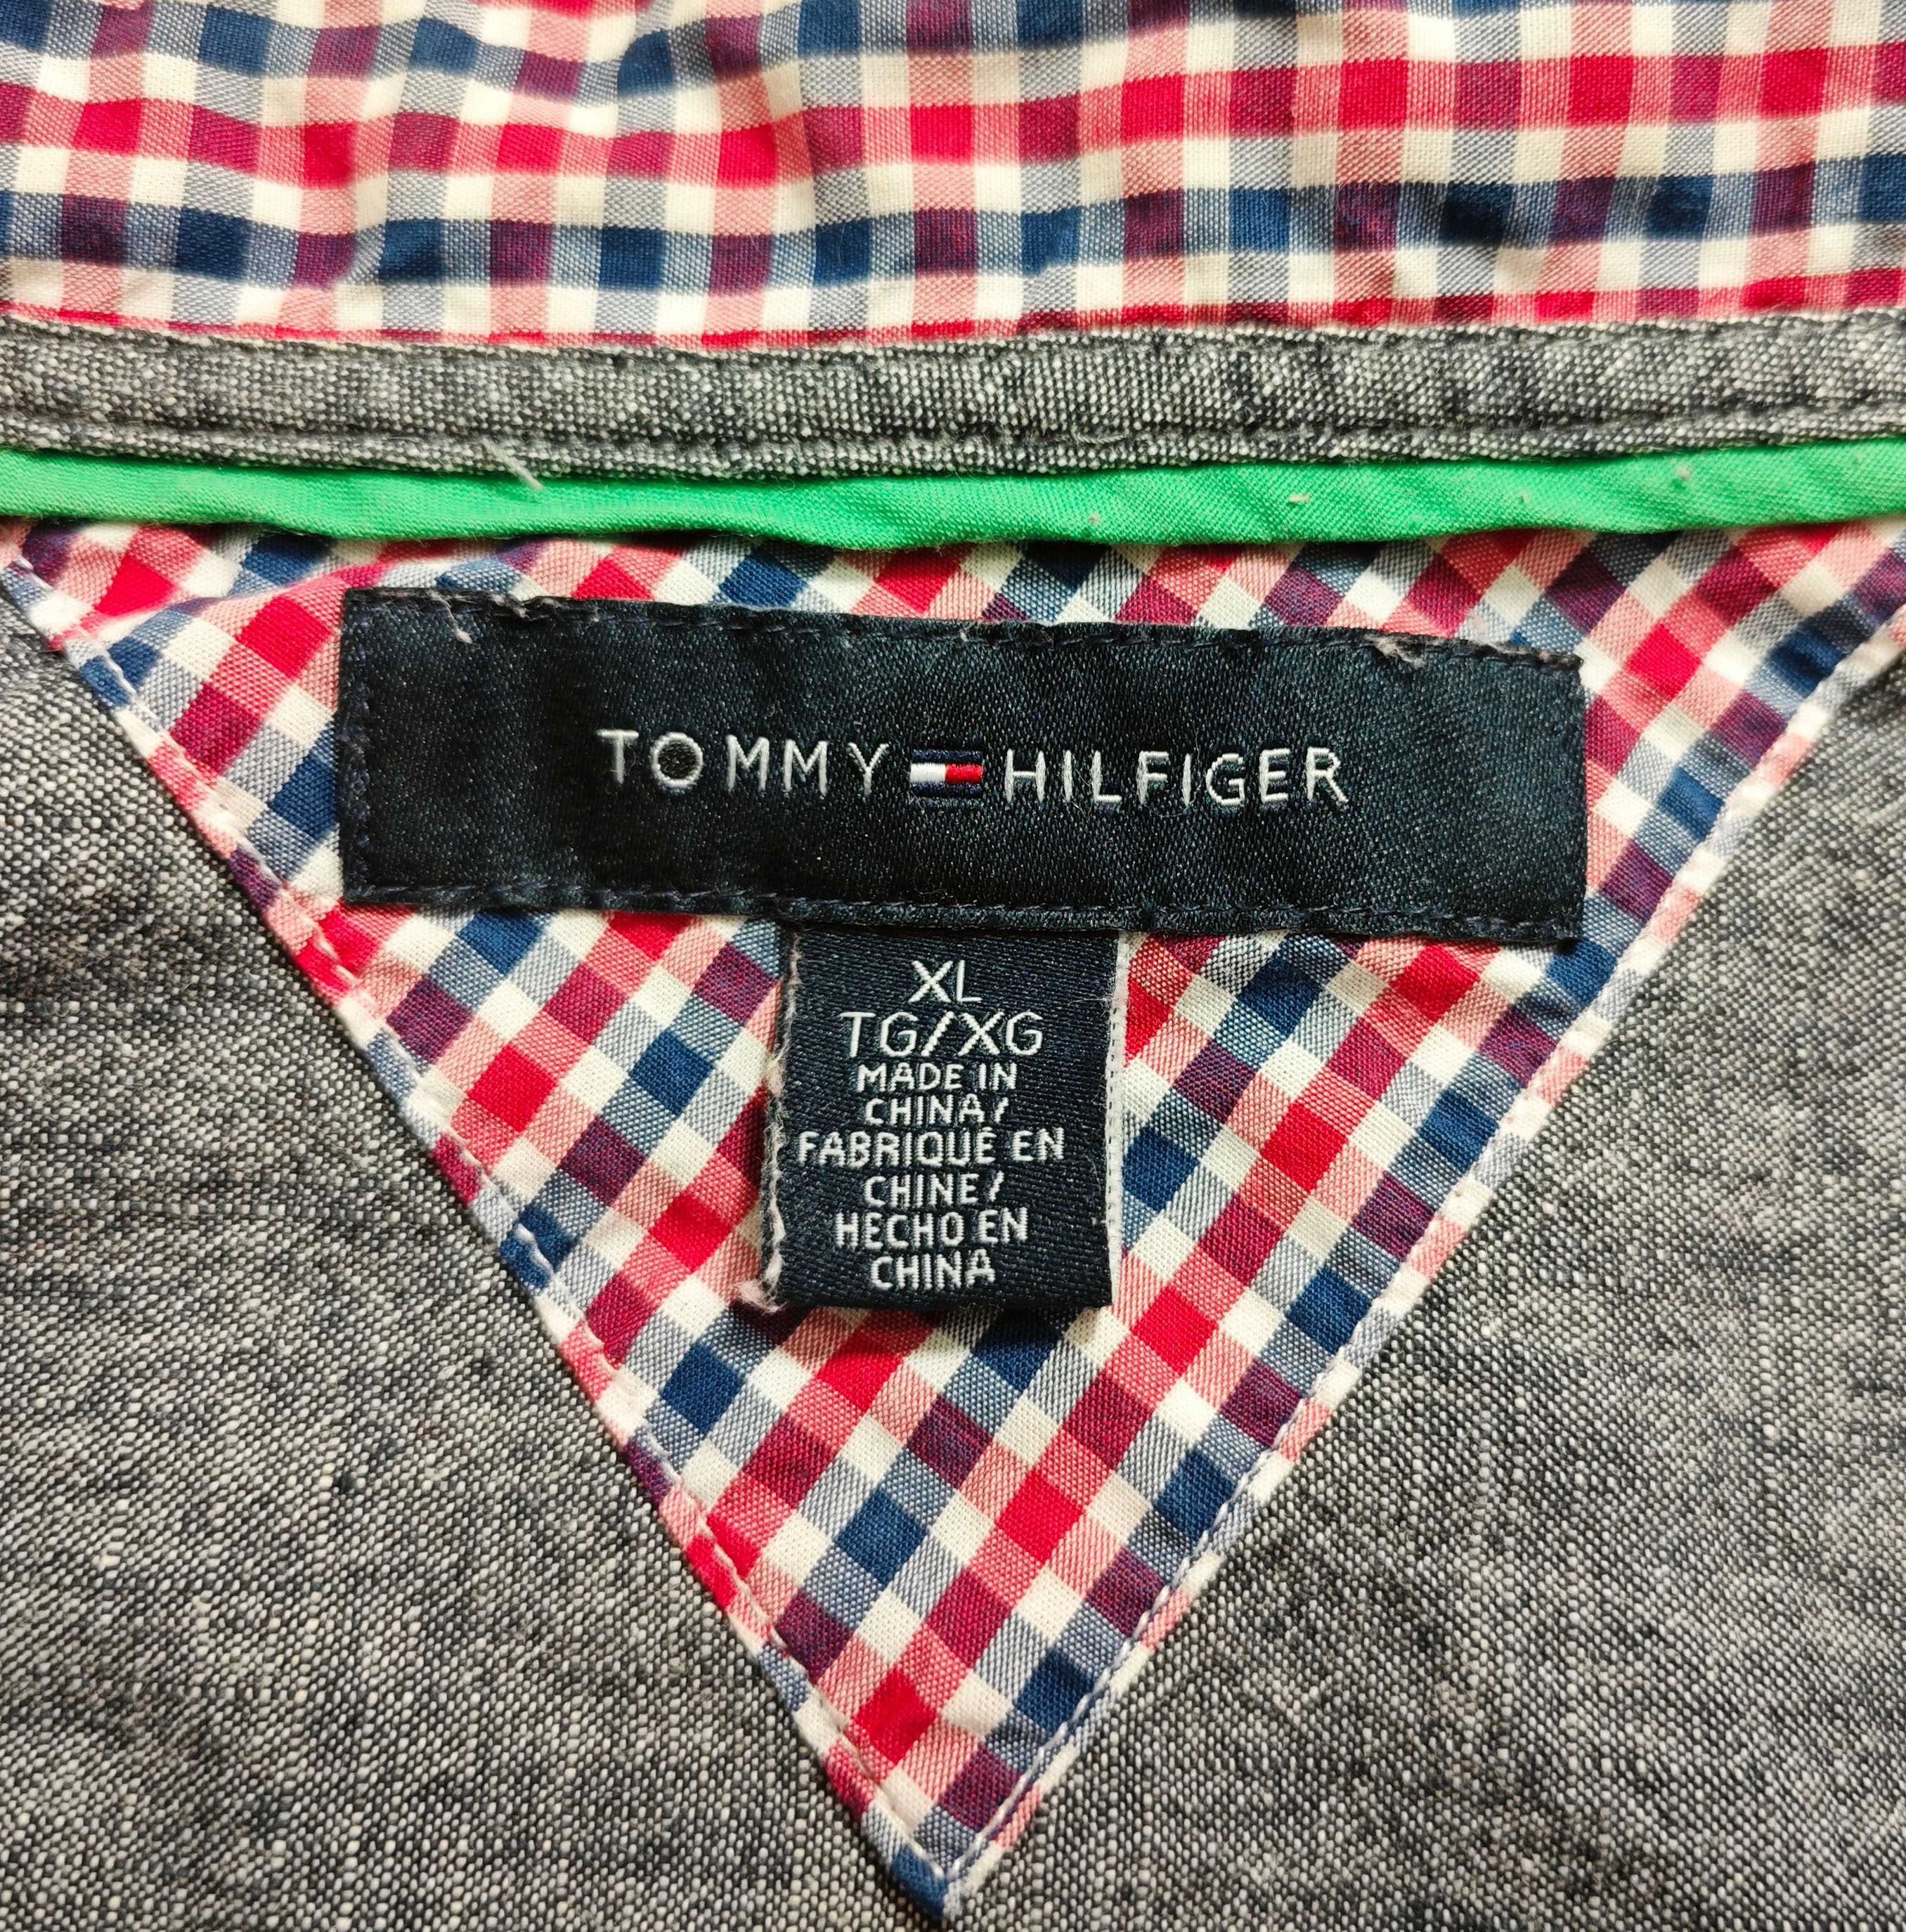 TOMMY HILFIGER
XL
TG/XG
MADE IN
CHINA/
FABRIQUÉ EN
CHINE/
HECHO EN
CHINA